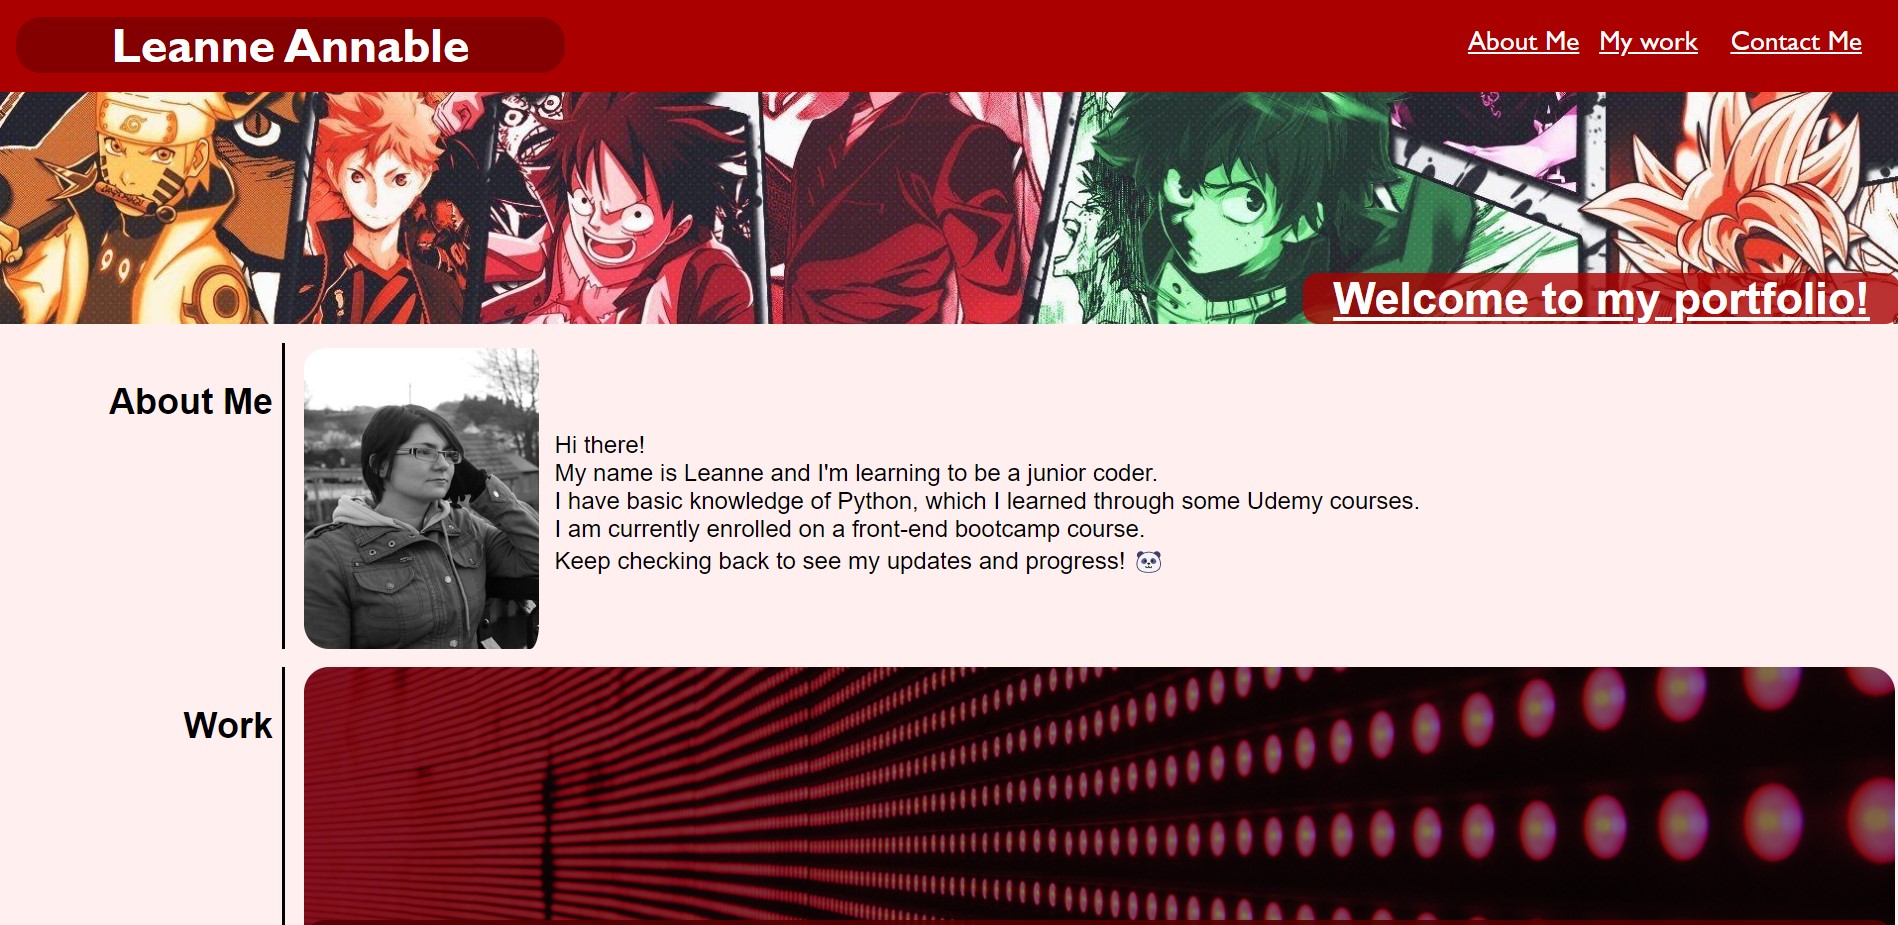 Leanne Annable
About Me My work Contact Me
Welcome to my portfolio!
About Me
Hi there!
My name is Leanne and I'm learning to be a junior coder.
I have basic knowledge of Python, which I learned through some Udemy courses.
I am currently enrolled on a front-end bootcamp course.
Keep checking back to see my updates and progress! 🐼
Work